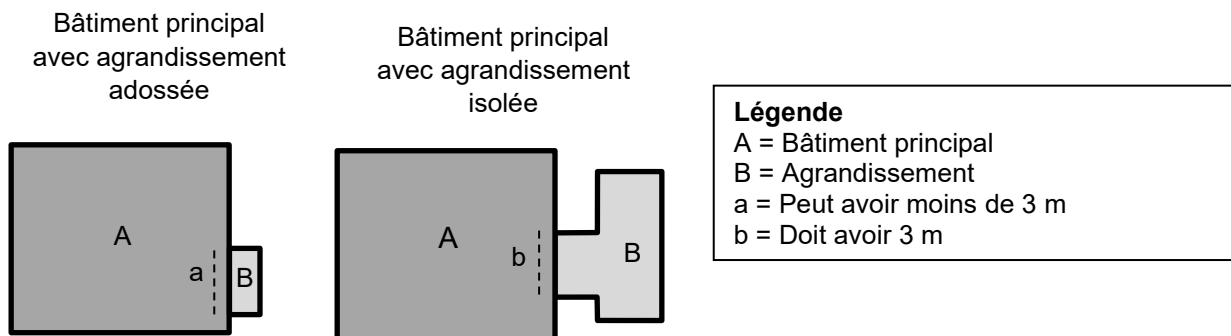 Bâtiment principal
avec agrandissement
adossée
A
a
B
Bâtiment principal
avec agrandissement
isolée
A
b
B
Légende
A = Bâtiment principal
B = Agrandissement
a = Peut avoir moins de 3 m
b = Doit avoir 3 m